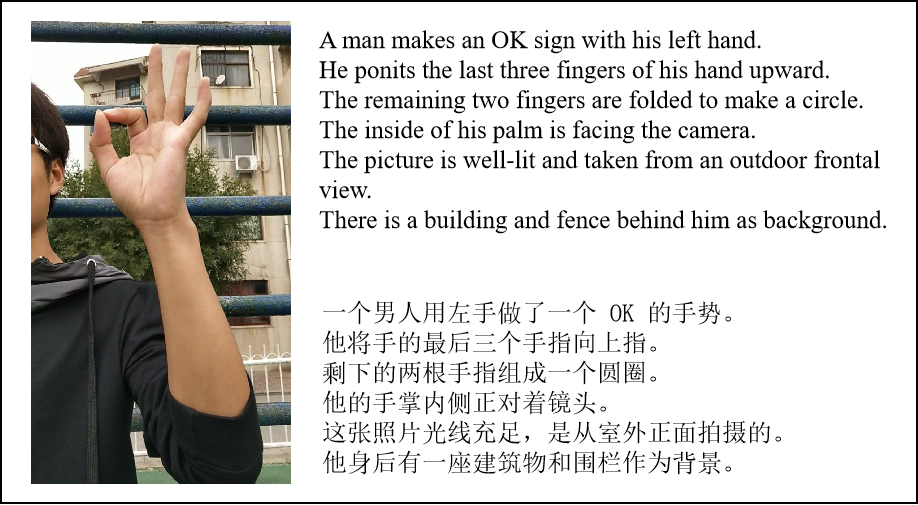 A man makes an OK sign with his left hand.
He ponits the last three fingers of his hand upward.
The remaining two fingers are folded to make a circle.
The inside of his palm is facing the camera.
The picture is well-lit and taken from an outdoor frontal
view.
There is a building and fence behind him as background.
一个男人用左手做了一个 OK 的手势。
他将手的最后三个手指向上指。
剩下的两根手指组成一个圆圈。
他的手掌内侧正对着镜头。
这张照片光线充足，是从室外正面拍摄的。
他身后有一座建筑物和围栏作为背景。